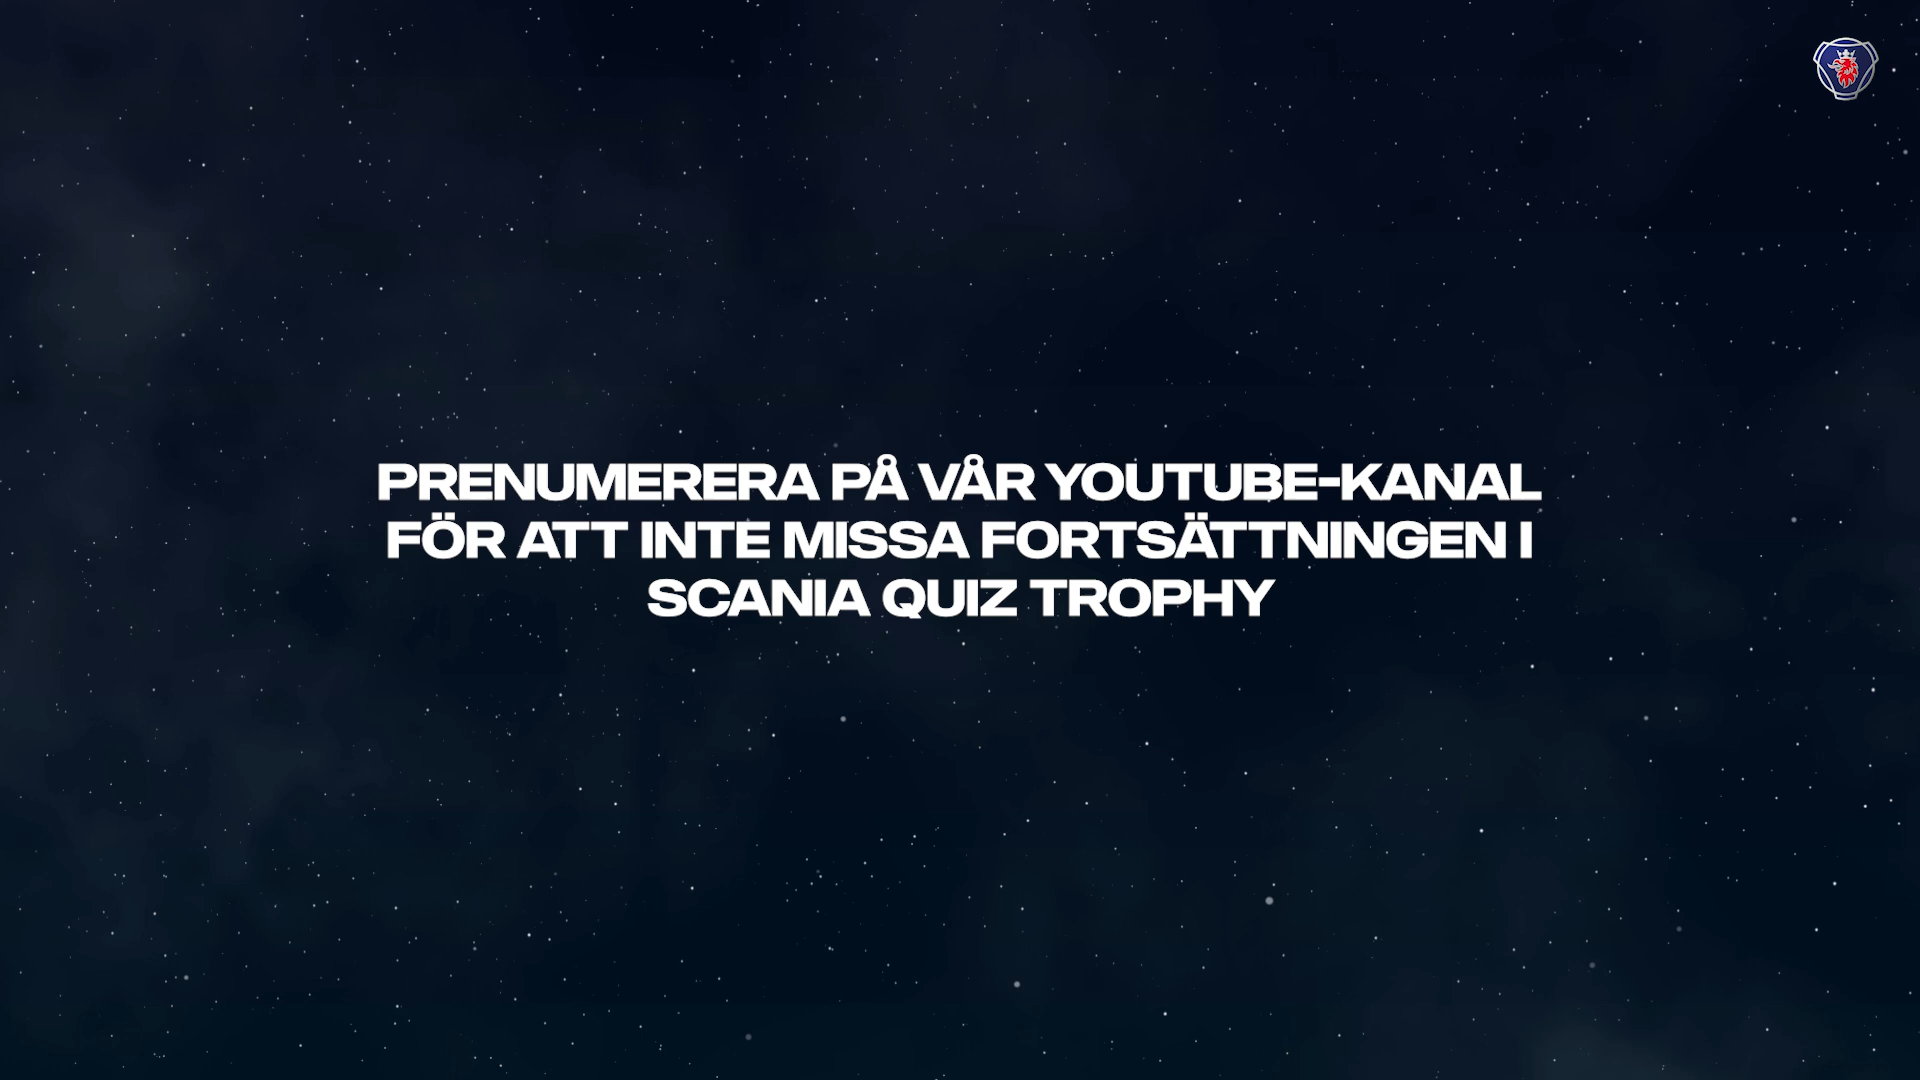 PRENUMERERA PÅ VÅR YOUTUBE-KANAL
FÖR ATT INTE MISSA FORTSÄTTNINGEN I
SCANIA QUIZ TROPHY